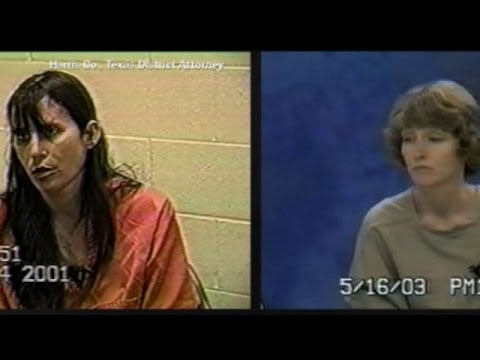 Harris Co., Texas District Attorney
51
4 2001
5/16/03 PM